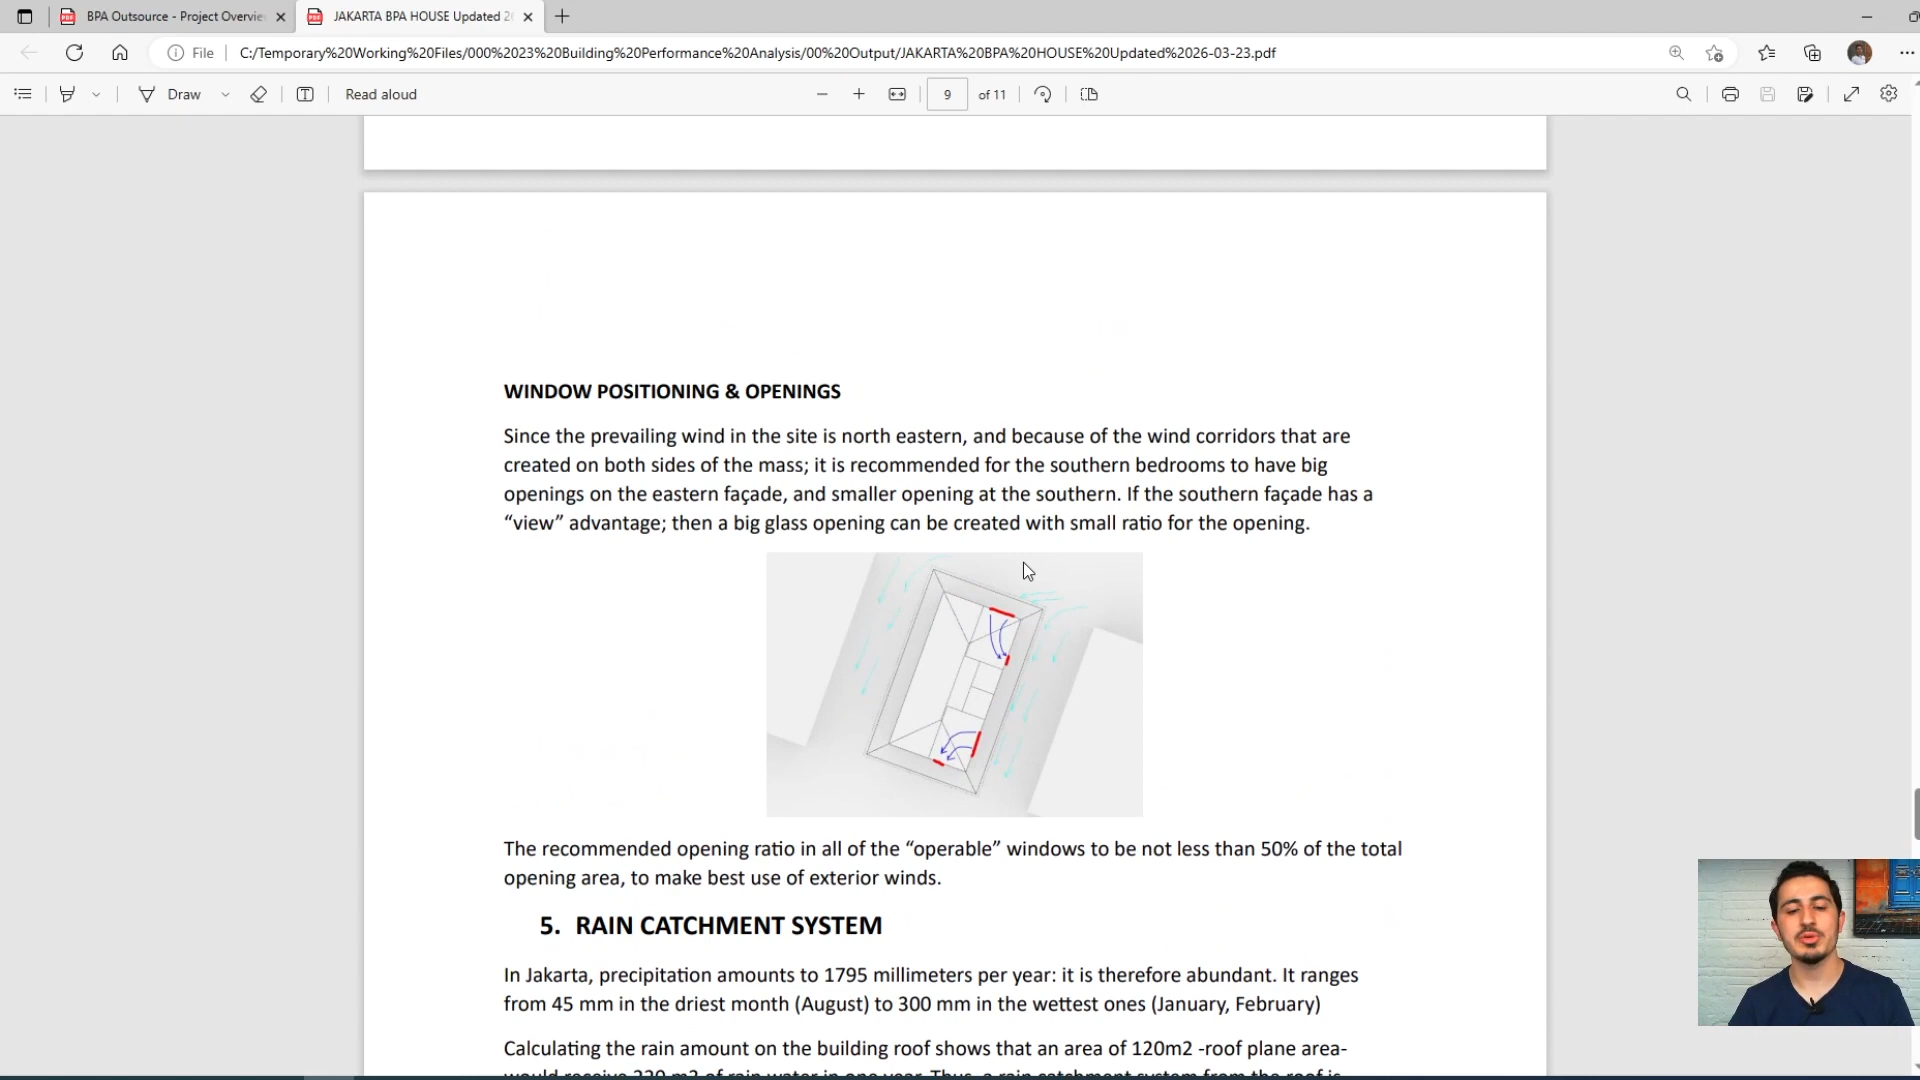 BPA Outsource - Project Overvie
JAKARTA BPA HOUSE Updated 2
File
C:/Temporary%20Working%20Files/000%2023%20Building%20Performance%20Analysis/00%20Output/JAKARTA%20BPA%20HOUSE%20Updated%2026-03-23.pdf
Draw
Read aloud
9 of 11
WINDOW POSITIONING & OPENINGS
Since the prevailing wind in the site is north eastern, and because of the wind corridors that are
created on both sides of the mass; it is recommended for the southern bedrooms to have big
openings on the eastern façade, and smaller opening at the southern. If the southern façade has a
“view” advantage; then a big glass opening can be created with small ratio for the opening.
The recommended opening ratio in all of the “operable” windows to be not less than 50% of the total
opening area, to make best use of exterior winds.
5. RAIN CATCHMENT SYSTEM
In Jakarta, precipitation amounts to 1795 millimeters per year: it is therefore abundant. It ranges
from 45 mm in the driest month (August) to 300 mm in the wettest ones (January, February)
Calculating the rain amount on the building roof shows that an area of 120m2 -roof plane area-